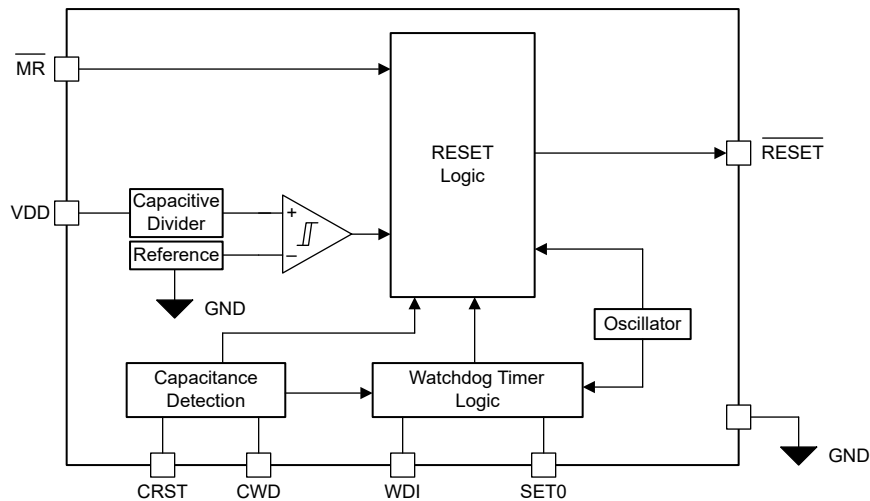 MR
RESET
Logic
RESET
VDD
Capacitive
Divider
+
Reference
−
GND
Oscillator
Capacitance
Detection
Watchdog Timer
Logic
GND
CRST
CWD
WDI
SET0